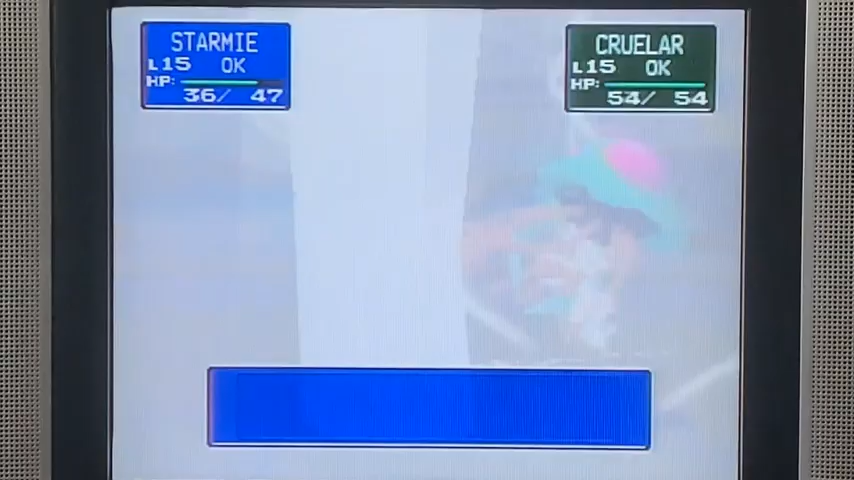 STARMIE
L15 OK
HP:
36/ 47
CRUELAR
L15 OK
HP:
54/ 54